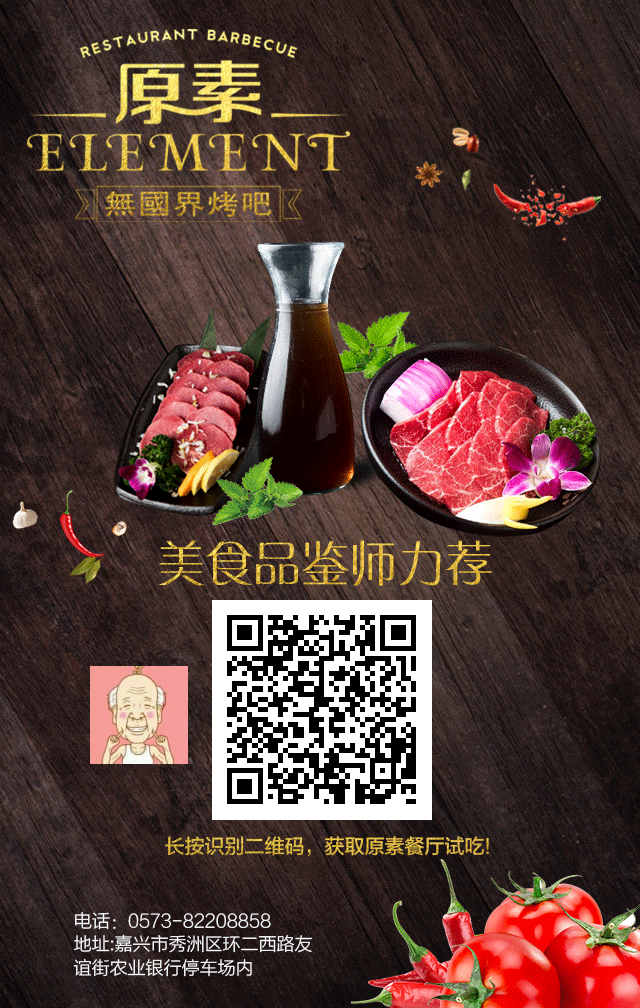 RESTAURANT BARBECUE
原素
ELEMENT
無國界烤吧
美食品鉴师力荐
长按识别二维码，获取原素餐厅试吃!
电话：0573-82208858
地址:嘉兴市秀洲区环二西路友
谊街农业银行停车场内